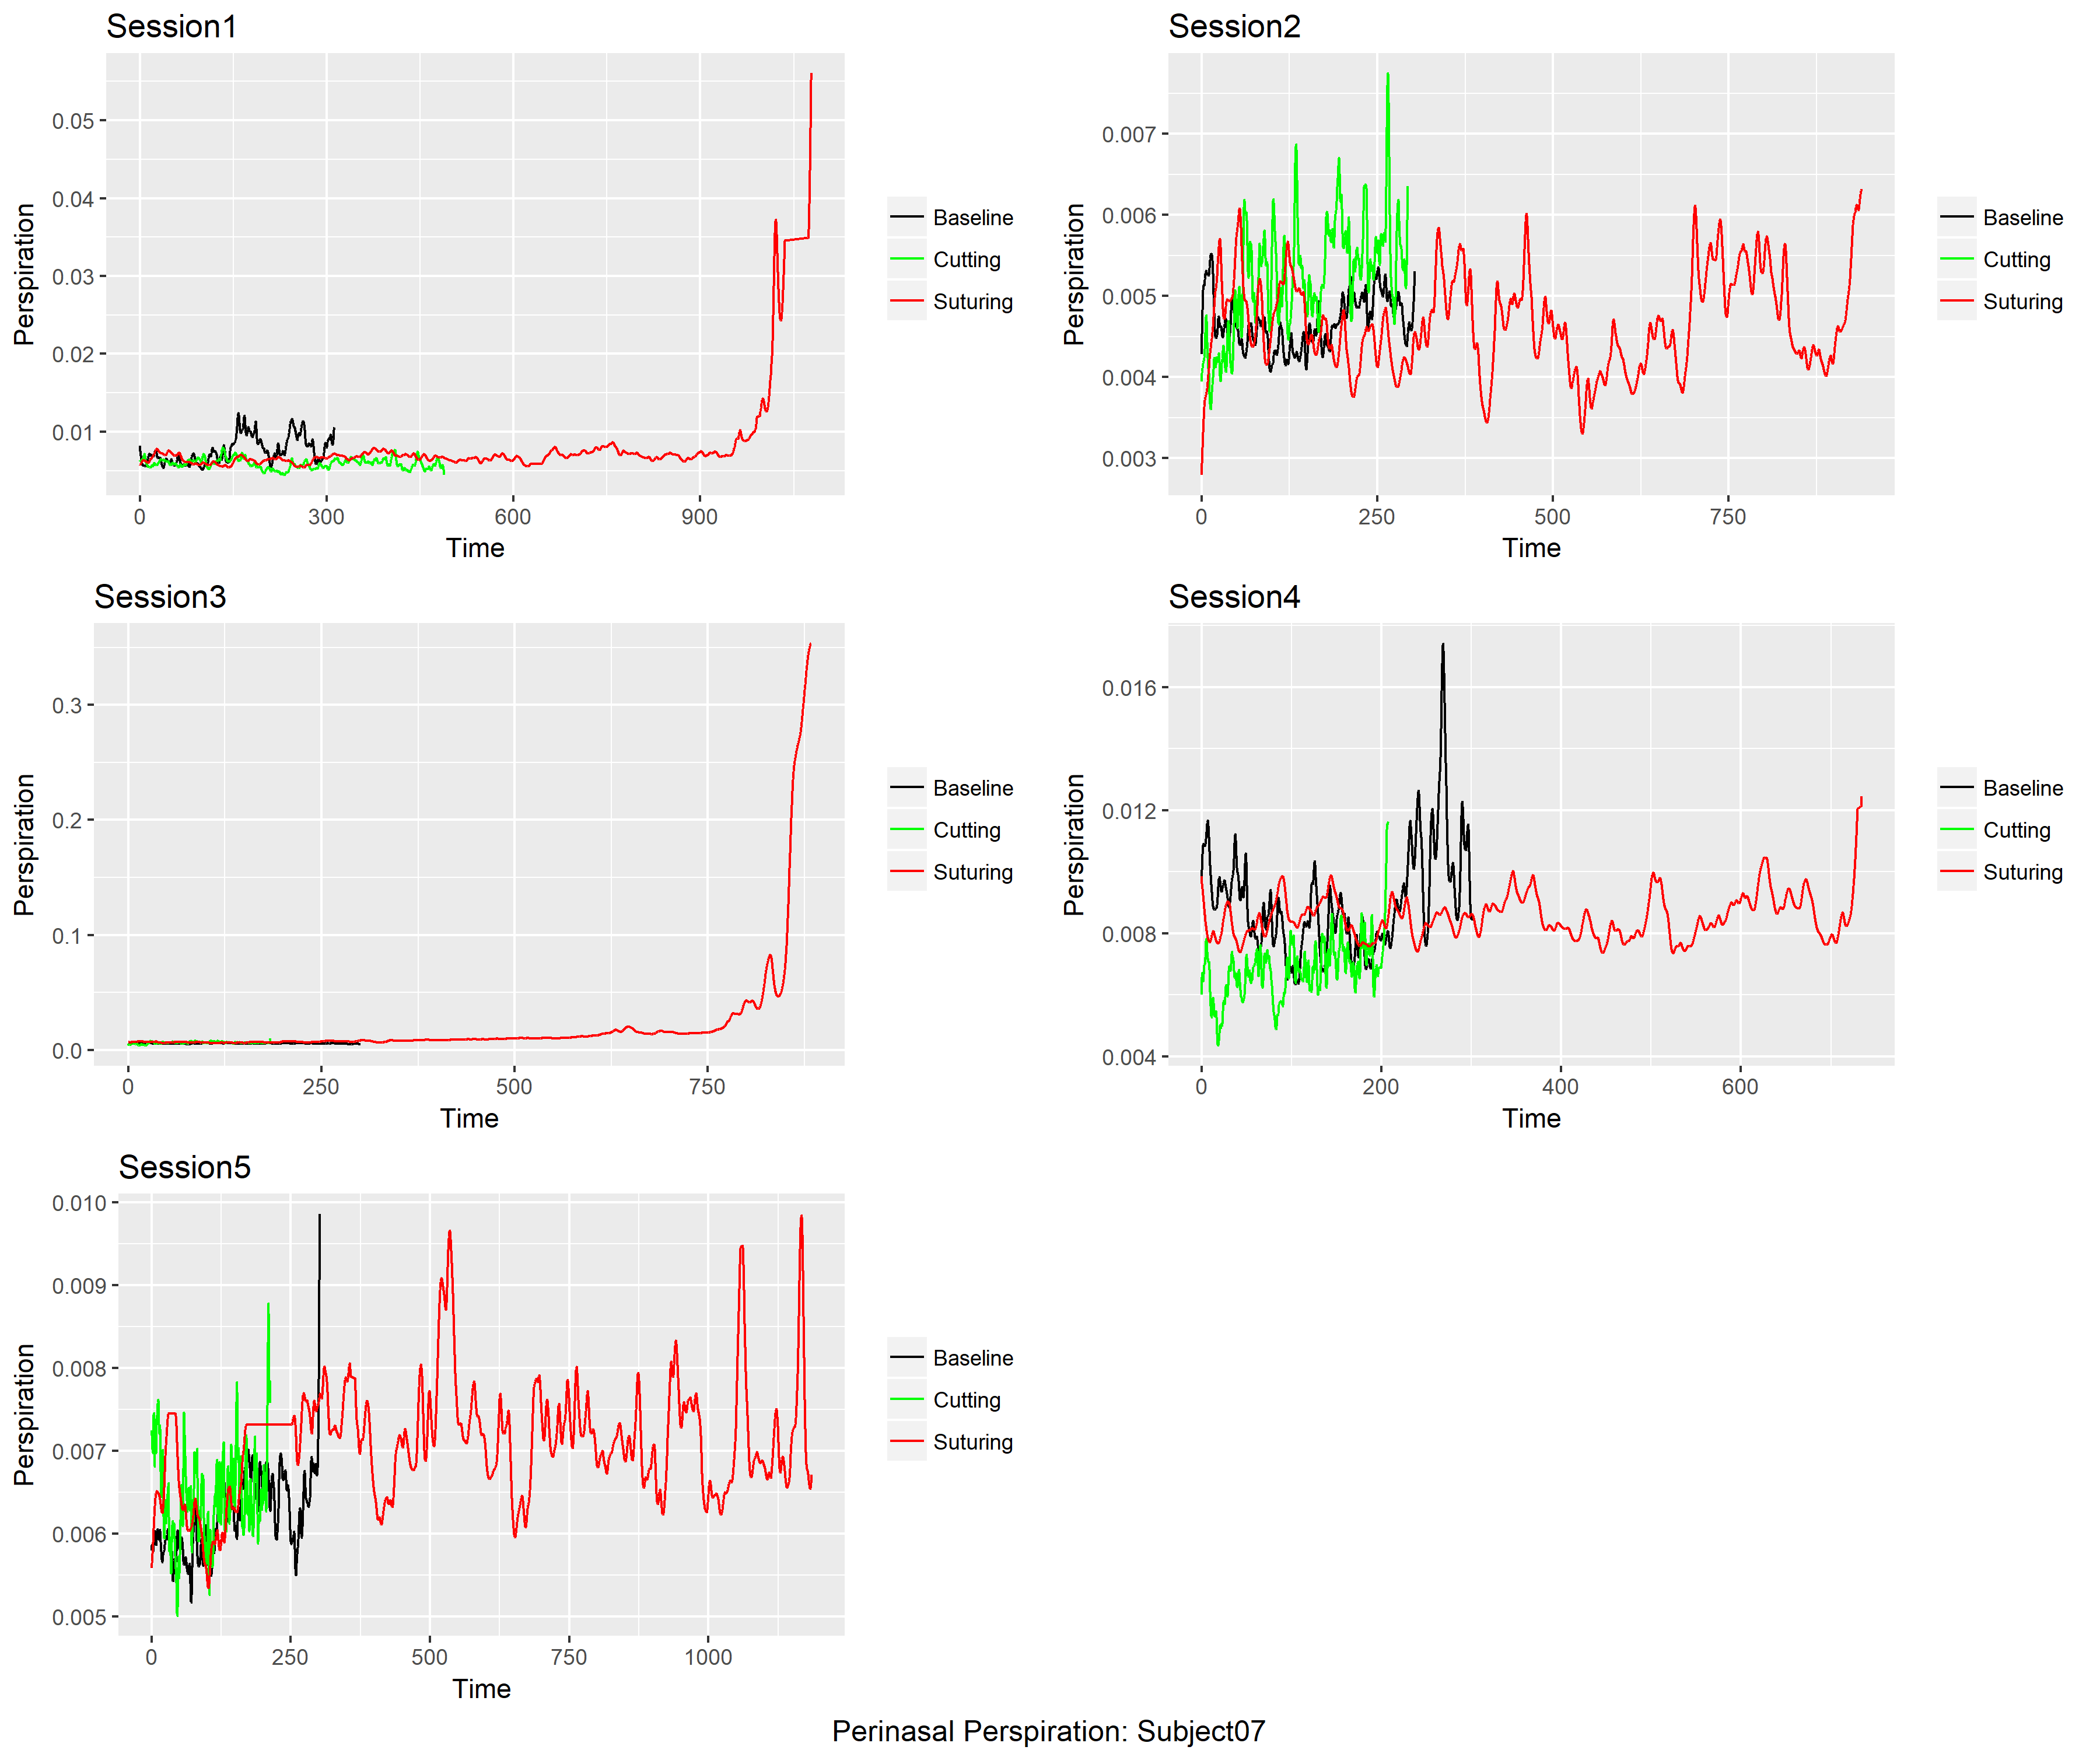 Session1
Perspiration
0.05
0.04
0.03
0.02
0.01
0 300 600 900
Time
Baseline
Cutting
Suturing
Session2
Perspiration
0.007
0.006
0.005
0.004
0.003
0 250 500 750
Time
Baseline
Cutting
Suturing
Session3
Perspiration
0.3
0.2
0.1
0.0
0 250 500 750
Time
Baseline
Cutting
Suturing
Session4
Perspiration
0.016
0.012
0.008
0.004
0 200 400 600
Time
Baseline
Cutting
Suturing
Session5
Perspiration
0.010
0.009
0.008
0.007
0.006
0.005
0 250 500 750 1000
Time
Baseline
Cutting
Suturing
Perinasal Perspiration: Subject07